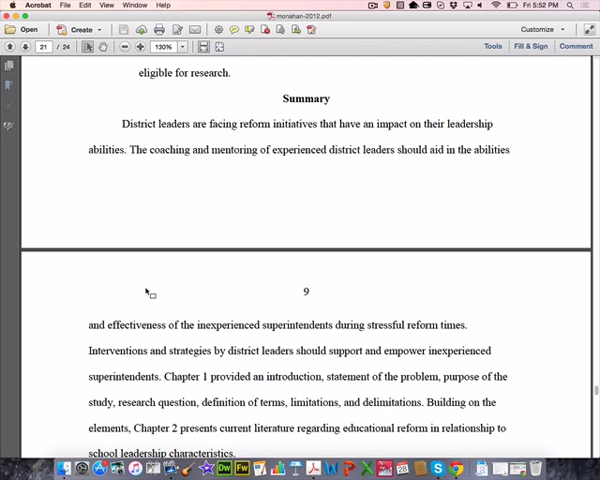 Acrobat File Edit View Window Help Fri 5:52 PM
monahan-2012.pdf
Open Create 130% Customize
21 / 24 Tools Fill & Sign Comment
eligible for research.
Summary
District leaders are facing reform initiatives that have an impact on their leadership
abilities. The coaching and mentoring of experienced district leaders should aid in the abilities
9
and effectiveness of the inexperienced superintendents during stressful reform times.
Interventions and strategies by district leaders should support and empower inexperienced
superintendents. Chapter 1 provided an introduction, statement of the problem, purpose of the
study, research question, definition of terms, limitations, and delimitations. Building on the
elements, Chapter 2 presents current literature regarding educational reform in relationship to
school leadership characteristics.
Dw Fw W P X 28 S